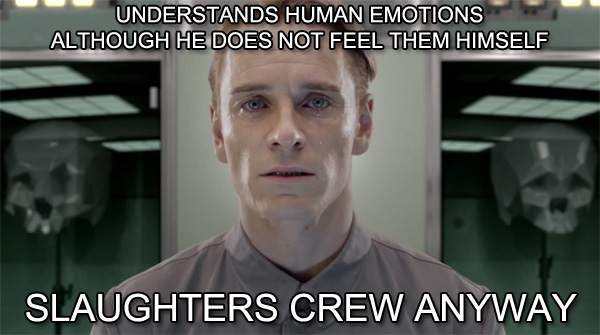 UNDERSTANDS HUMAN EMOTIONS
ALTHOUGH HE DOES NOT FEEL THEM HIMSELF
SLAUGHTERS CREW ANYWAY